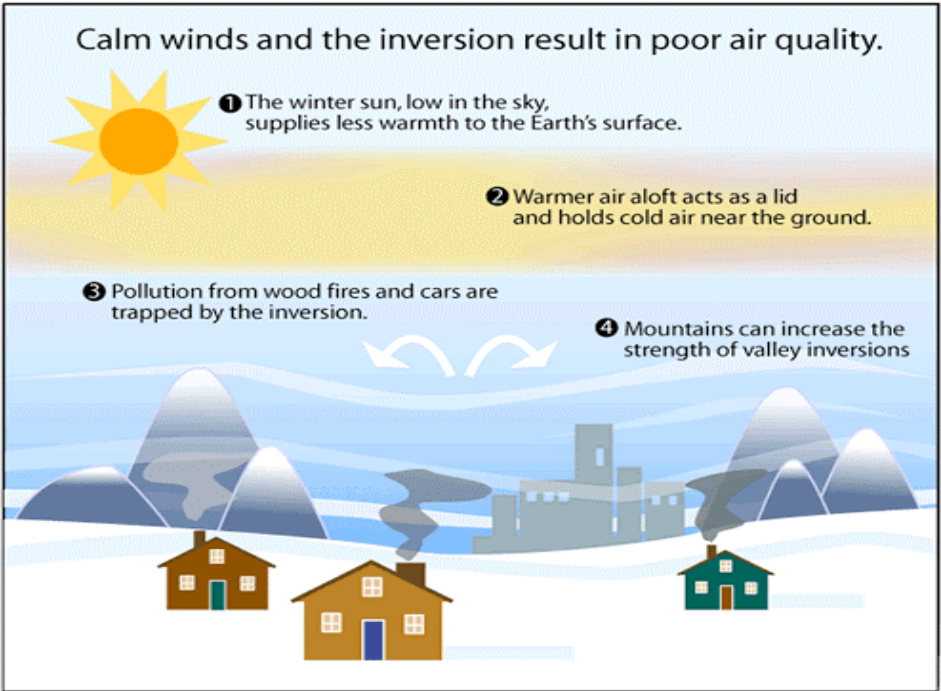 Calm winds and the inversion result in poor air quality.
1 The winter sun, low in the sky,
supplies less warmth to the Earth's surface.
2 Warmer air aloft acts as a lid
and holds cold air near the ground.
3 Pollution from wood fires and cars are
trapped by the inversion.
4 Mountains can increase the
strength of valley inversions